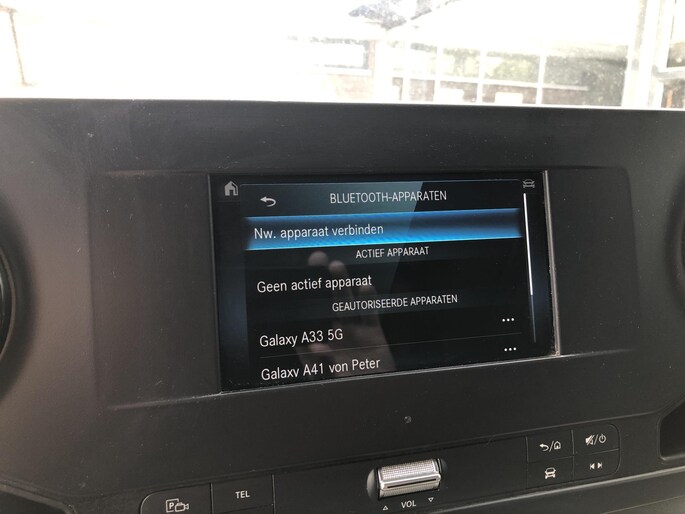 BLUETOOTH-APPARATEN
Nw. apparaat verbinden
ACTIEF APPARAAT
Geen actief apparaat
GEAUTORISEERDE APPARATEN
Galaxy A33 5G
Galaxy A41 von Peter
P
TEL
VOL